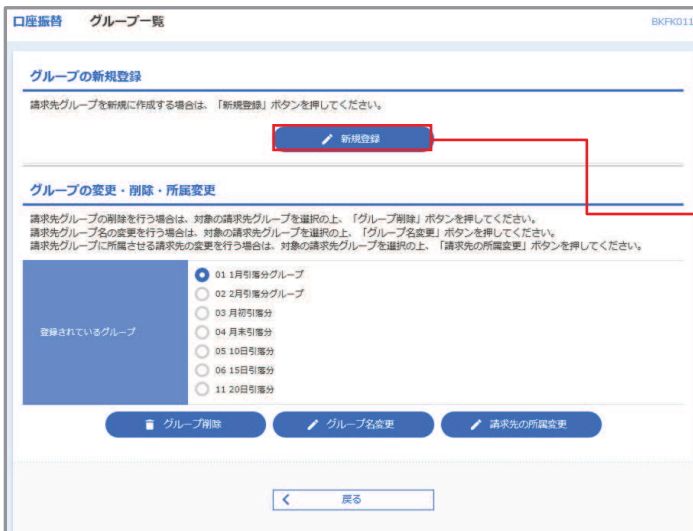 口座振替 グループ一覧 BKFK011
グループの新規登録
請求先グループを新規に作成する場合は、「新規登録」ボタンを押してください。
新規登録
グループの変更・削除・所属変更
請求先グループの削除を行う場合は、対象の請求先グループを選択の上、「グループ削除」ボタンを押してください。
請求先グループ名の変更を行う場合は、対象の請求先グループを選択の上、「グループ名変更」ボタンを押してください。
請求先グループに所属させる請求先の変更を行う場合は、対象の請求先グループを選択の上、「請求先の所属変更」ボタンを押してください。
登録されているグループ
01 1月引落分グループ
02 2月引落分グループ
03 月初引落分
04 月末引落分
05 10日引落分
06 15日引落分
11 20日引落分
グループ削除 グループ名変更 請求先の所属変更
戻る